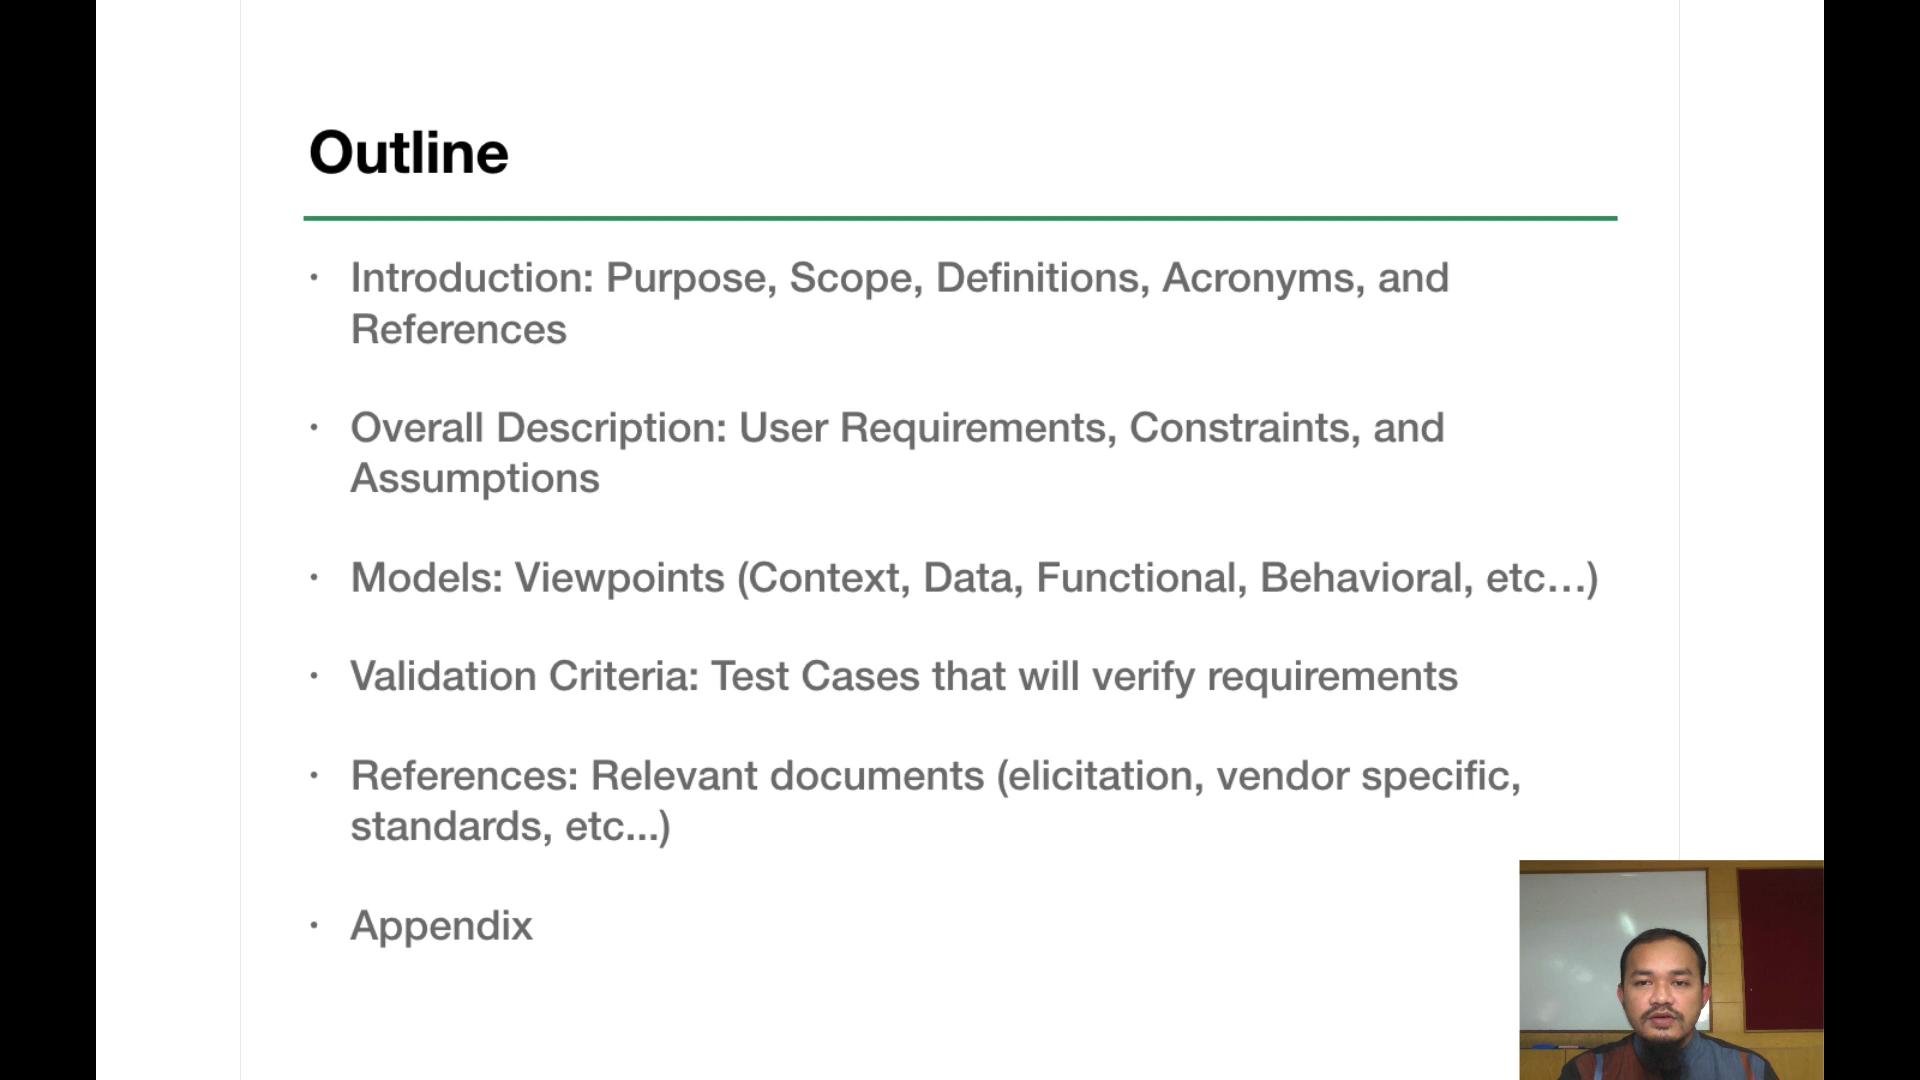 Outline
· Introduction: Purpose, Scope, Definitions, Acronyms, and
References
· Overall Description: User Requirements, Constraints, and
Assumptions
· Models: Viewpoints (Context, Data, Functional, Behavioral, etc…)
· Validation Criteria: Test Cases that will verify requirements
· References: Relevant documents (elicitation, vendor specific,
standards, etc...)
· Appendix